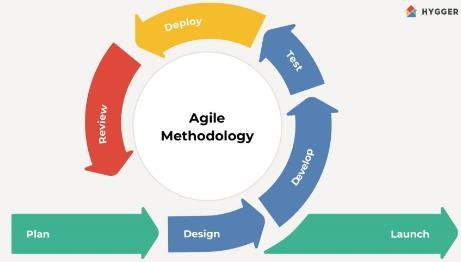 HYGGER
Deploy
Test
Review
Agile
Methodology
Develop
Plan
Design
Launch